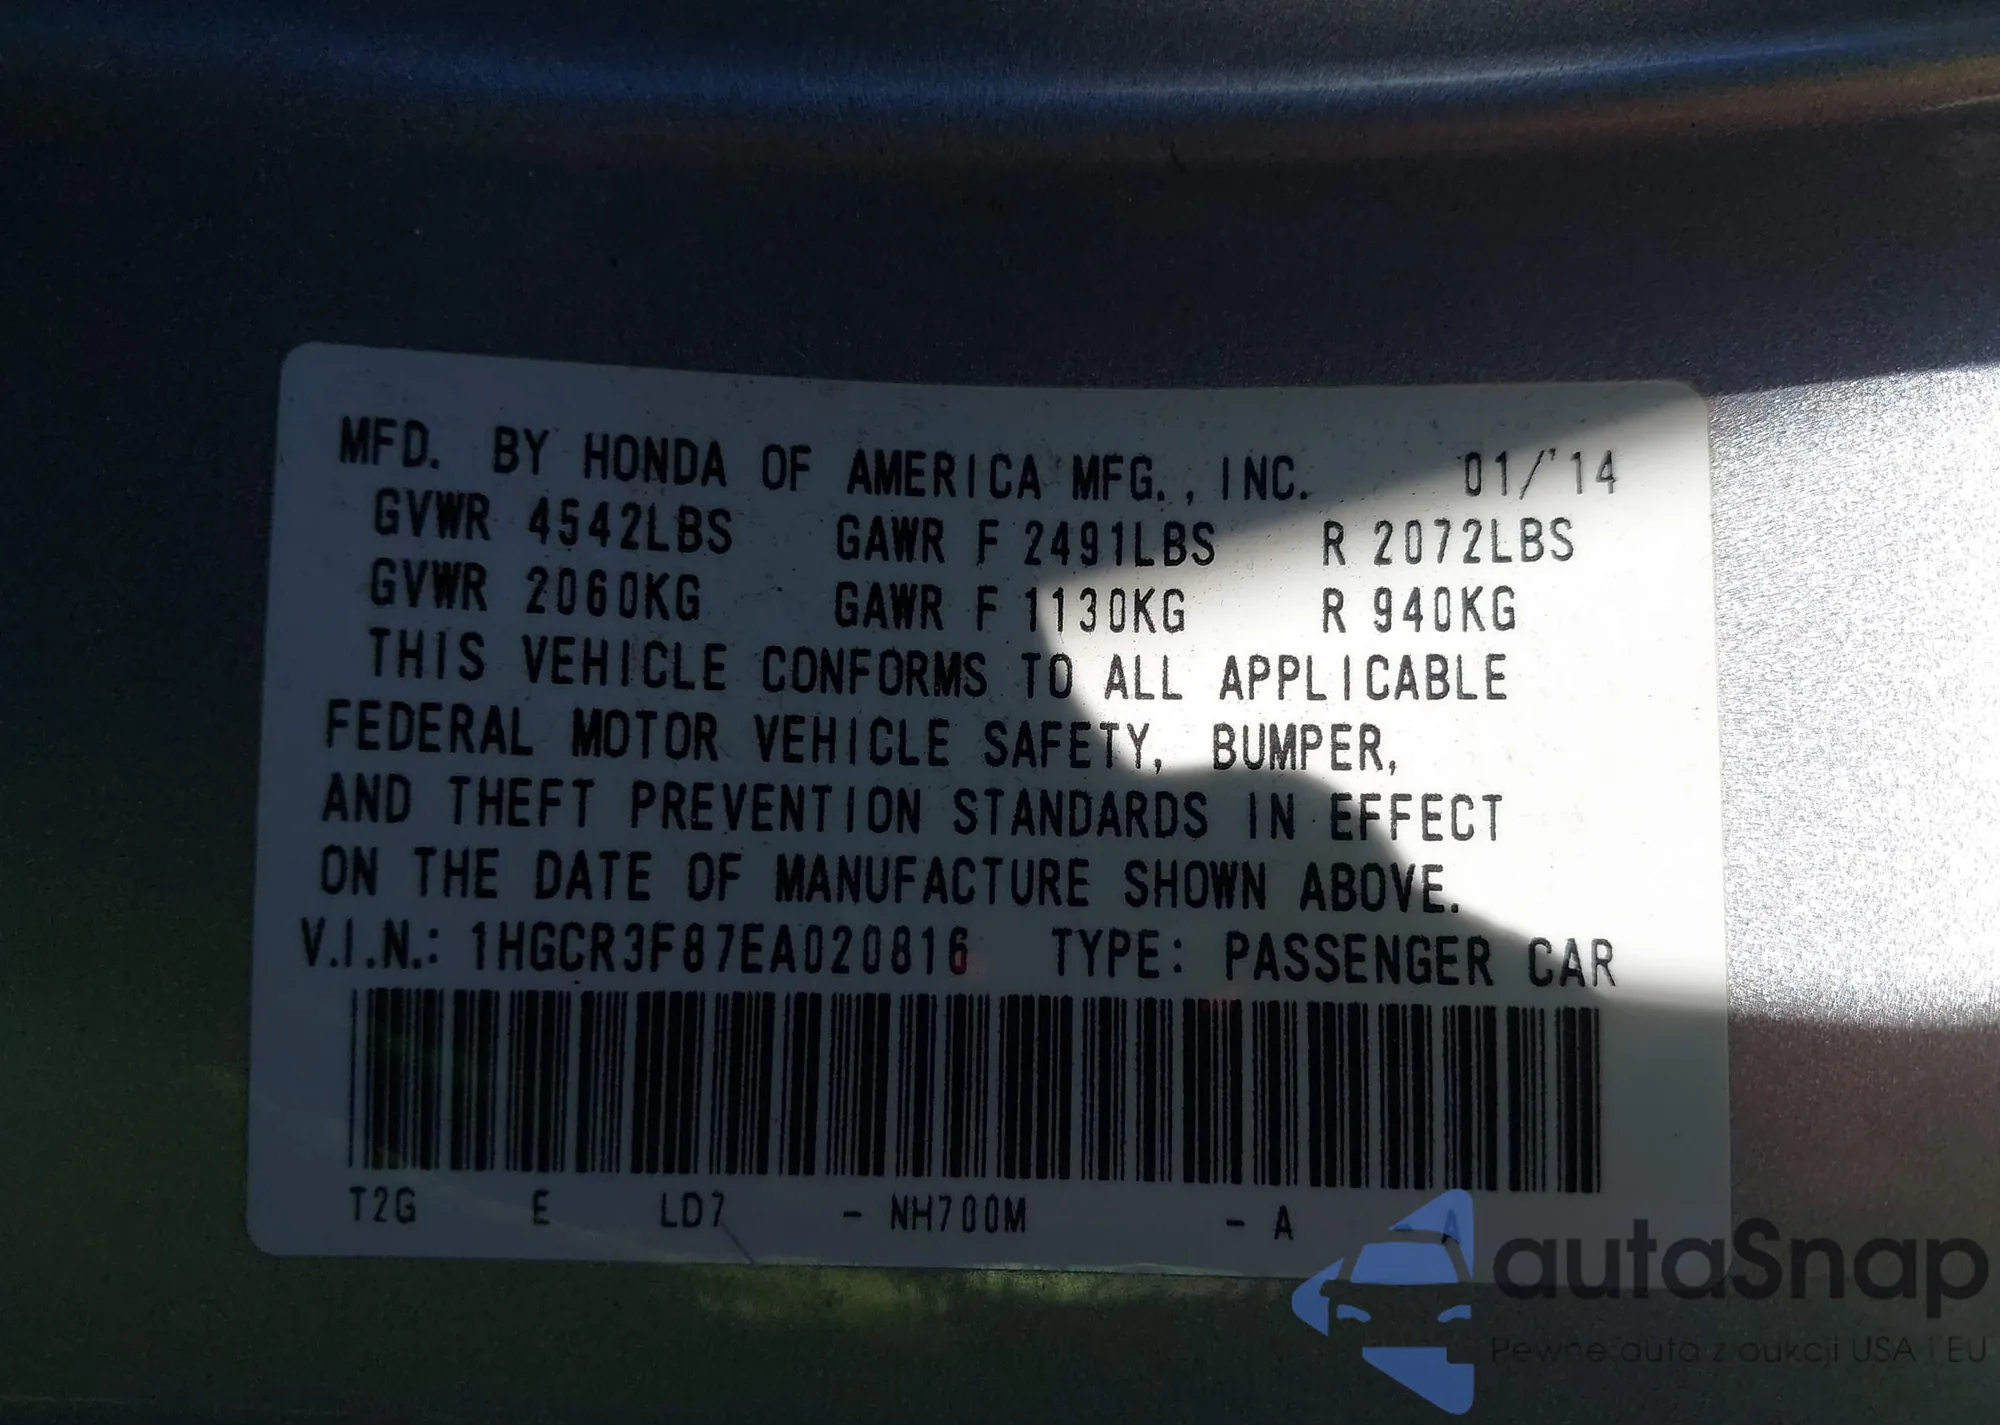 MFD. BY HONDA OF AMERICA MFG., INC. 01/'14
GVWR 4542LBS GAWR F 2491LBS R 2072LBS
GVWR 2060KG GAWR F 1130KG R 940KG
THIS VEHICLE CONFORMS TO ALL APPLICABLE
FEDERAL MOTOR VEHICLE SAFETY, BUMPER,
AND THEFT PREVENTION STANDARDS IN EFFECT
ON THE DATE OF MANUFACTURE SHOWN ABOVE.
V.I.N.: 1HGCR3F87EA020816 TYPE: PASSENGER CAR
T2G E LD7 - NH700M - A - A
autaSnap
Pewne auta z aukcji USA i EU